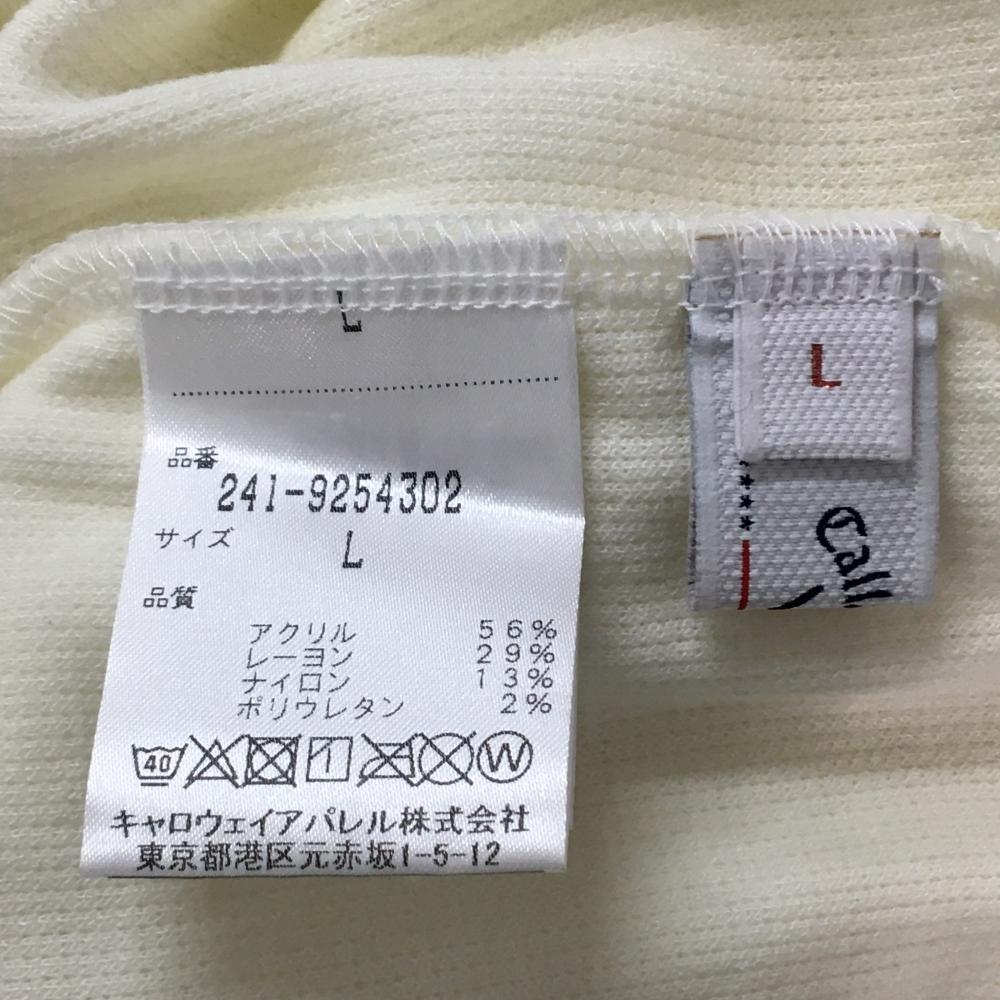 L
品番
241-9254302
サイズ
L
品質
アクリル 56%
レーヨン 29%
ナイロン 13%
ポリウレタン 2%
40 W
キャロウェイアパレル株式会社
東京都港区元赤坂1-5-12
L
Call